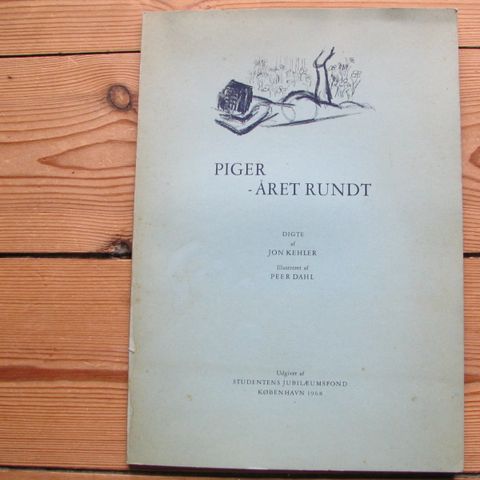 PIGER
- ÅRET RUNDT
DIGTE
af
JON KEHLER
Illustreret af
PEER DAHL
Udgivet af
STUDENTENS JUBILÆUMSFOND
KØBENHAVN 1968